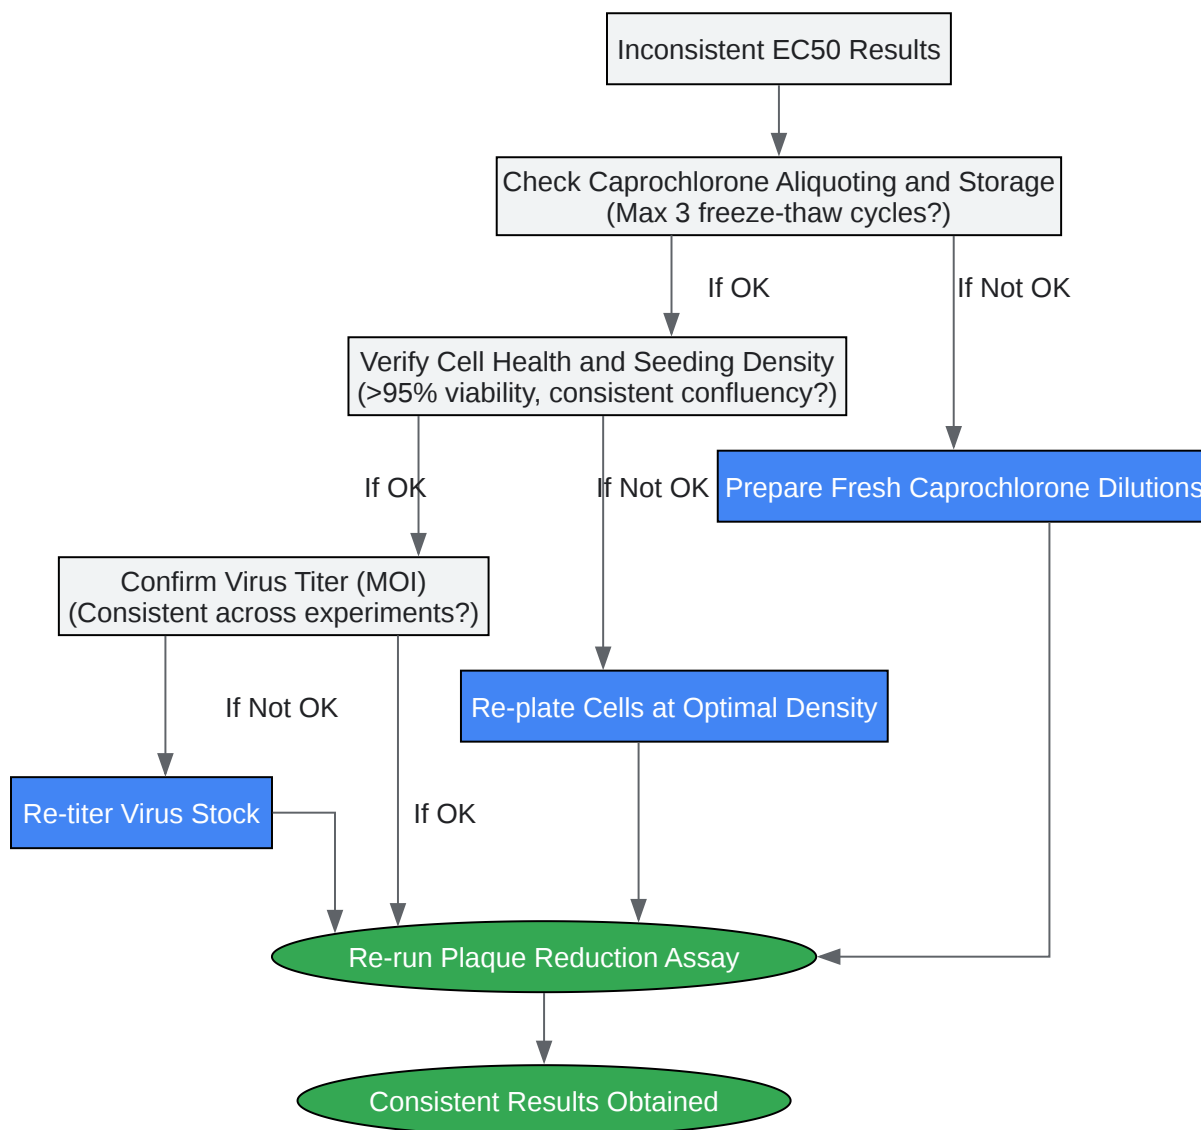 Inconsistent EC50 Results
Check Caprochlorone Aliquoting and Storage
(Max 3 freeze-thaw cycles?)
If OK
If Not OK
Verify Cell Health and Seeding Density
(>95% viability, consistent confluency?)
If OK
If Not OK
Prepare Fresh Caprochlorone Dilutions
Confirm Virus Titer (MOI)
(Consistent across experiments?)
If Not OK
Re-plate Cells at Optimal Density
Re-titer Virus Stock
If OK
Re-run Plaque Reduction Assay
Consistent Results Obtained